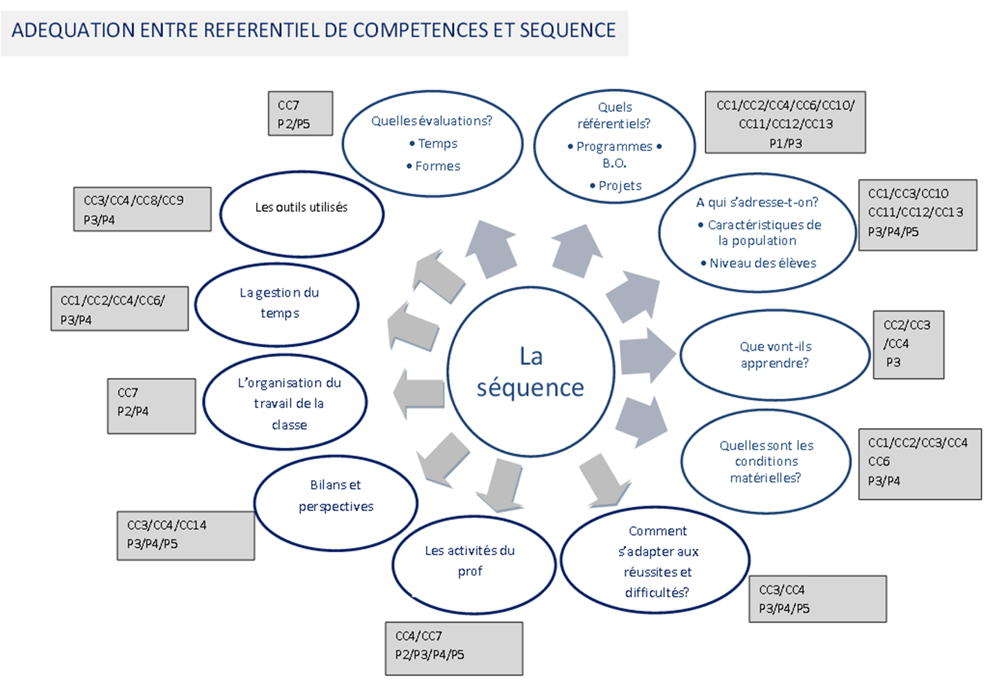 ADEQUATION ENTRE REFERENTIEL DE COMPETENCES ET SEQUENCE
CC7
P2/P5
Quelles évaluations?
• Temps
• Formes
Quels
référentiels?
• Programmes •
B.O.
• Projets
CC1/CC2/CC4/CC6/CC10/
CC11/CC12/CC13
P1/P3
A qui s'adresse-t-on?
• Caractéristiques de
la population
• Niveau des élèves
CC1/CC3/CC10
CC11/CC12/CC13
P3/P4/P5
Que vont-ils
apprendre?
CC2/CC3
/CC4
P3
Quelles sont les
conditions
matérielles?
CC1/CC2/CC3/CC4
CC6
P3/P4
Comment
s'adapter aux
réussites et
difficultés?
CC3/CC4
P3/P4/P5
Les activités du
prof
CC4/CC7
P2/P3/P4/P5
Bilans et
perspectives
CC3/CC4/CC14
P3/P4/P5
L'organisation du
travail de la
classe
CC7
P2/P4
La gestion du
temps
CC1/CC2/CC4/CC6/
P3/P4
Les outils utilisés
CC3/CC4/CC8/CC9
P3/P4
La
séquence